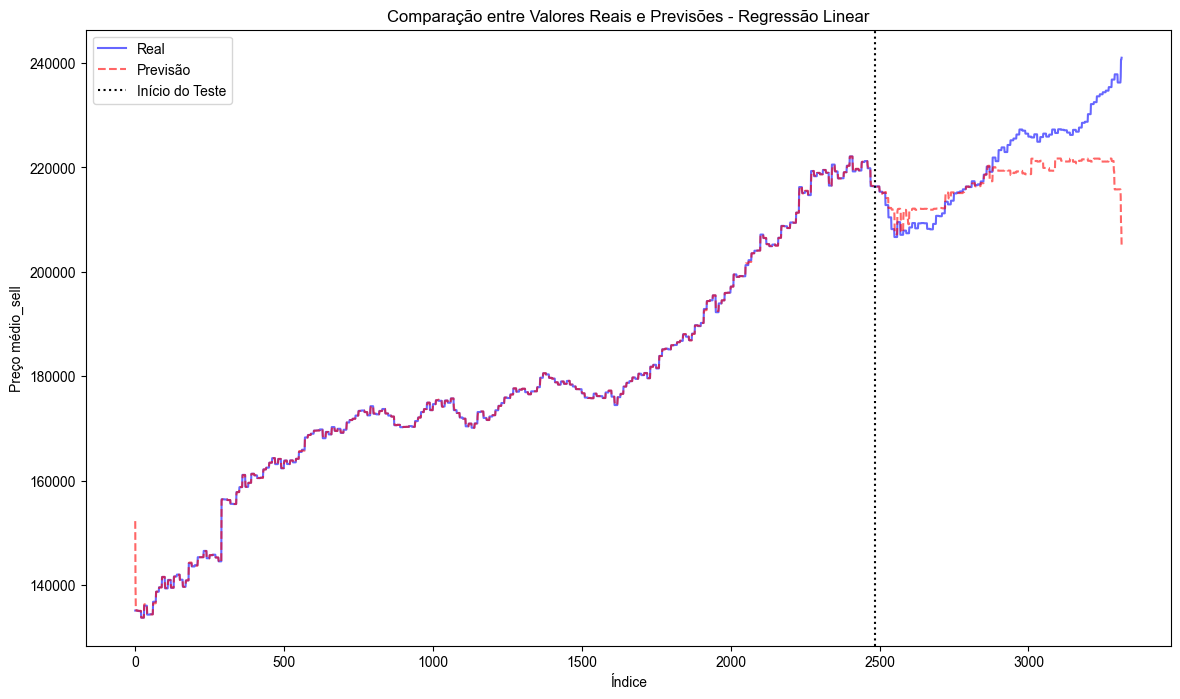 Comparação entre Valores Reais e Previsões - Regressão Linear
Real
Previsão
Início do Teste
Preço médio_sell
240000
220000
200000
180000
160000
140000
0 500 1000 1500 2000 2500 3000
Índice